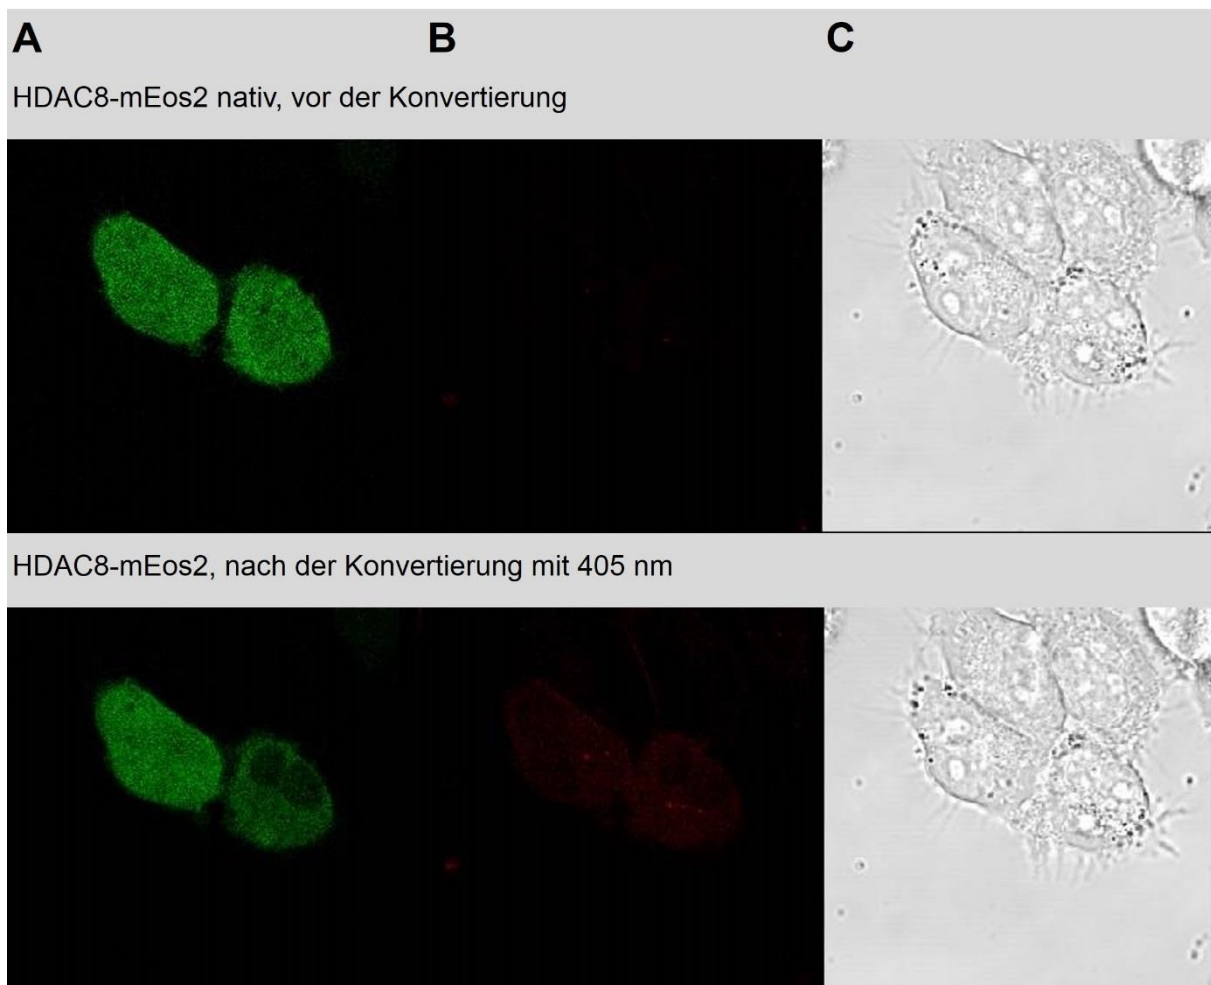 A B C
HDAC8-mEos2 nativ, vor der Konvertierung
HDAC8-mEos2, nach der Konvertierung mit 405 nm